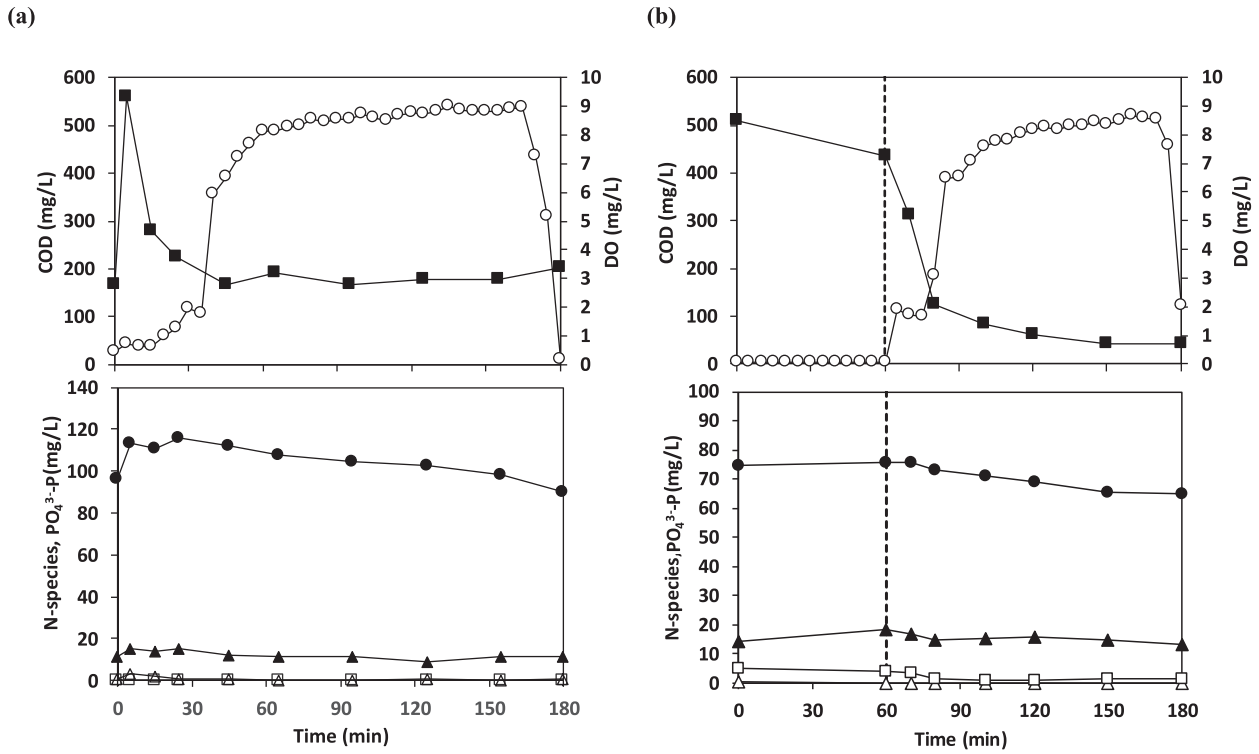 (a)
(b)
600 500 400 300 200 100 0
COD (mg/L)
10 9 8 7 6 5 4 3 2 1 0
DO (mg/L)
600 500 400 300 200 100 0
COD (mg/L)
10 9 8 7 6 5 4 3 2 1 0
DO (mg/L)
140 120 100 80 60 40 20 0
N-species, PO₄³⁻-P(mg/L)
0 30 60 90 120 150 180
Time (min)
100 90 80 70 60 50 40 30 20 10 0
N-species,PO₄³⁻-P(mg/L)
0 30 60 90 120 150 180
Time (min)